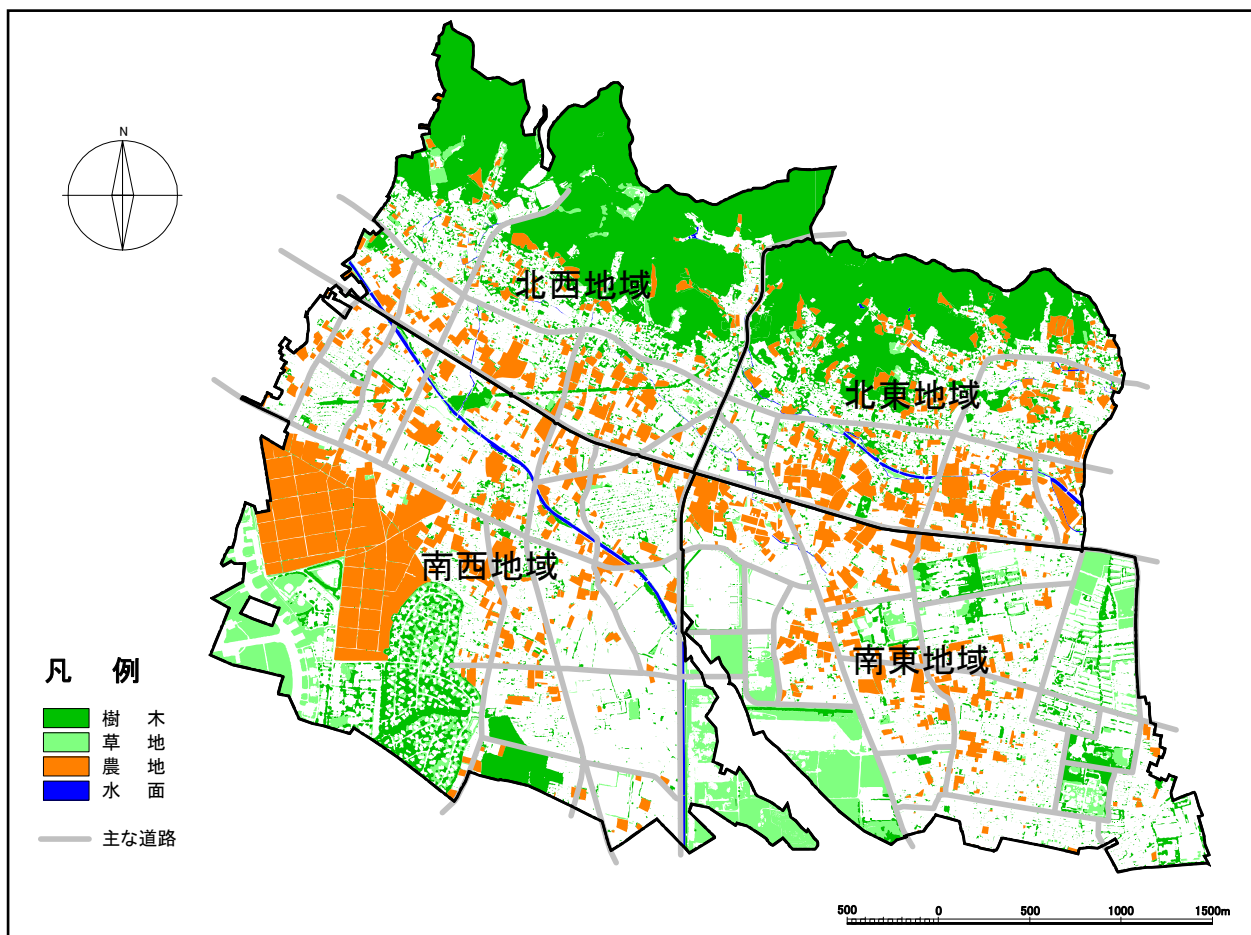 N
北西地域
北東地域
南西地域
南東地域
凡 例
樹 木
草 地
農 地
水 面
主な道路
500 0 500 1000 1500m